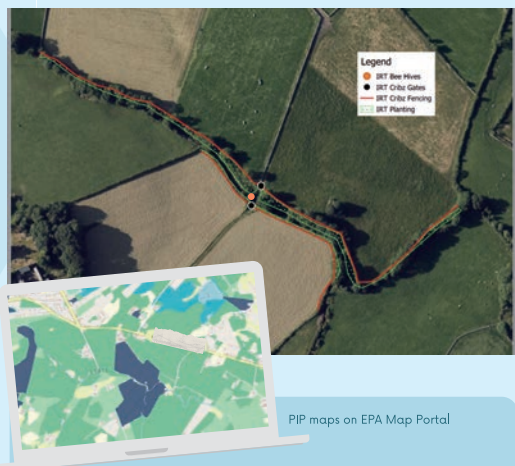 Legend
IRT Bee Hives
IRT Cribz Gates
IRT Cribz Fencing
IRT Planting
PIP maps on EPA Map Portal